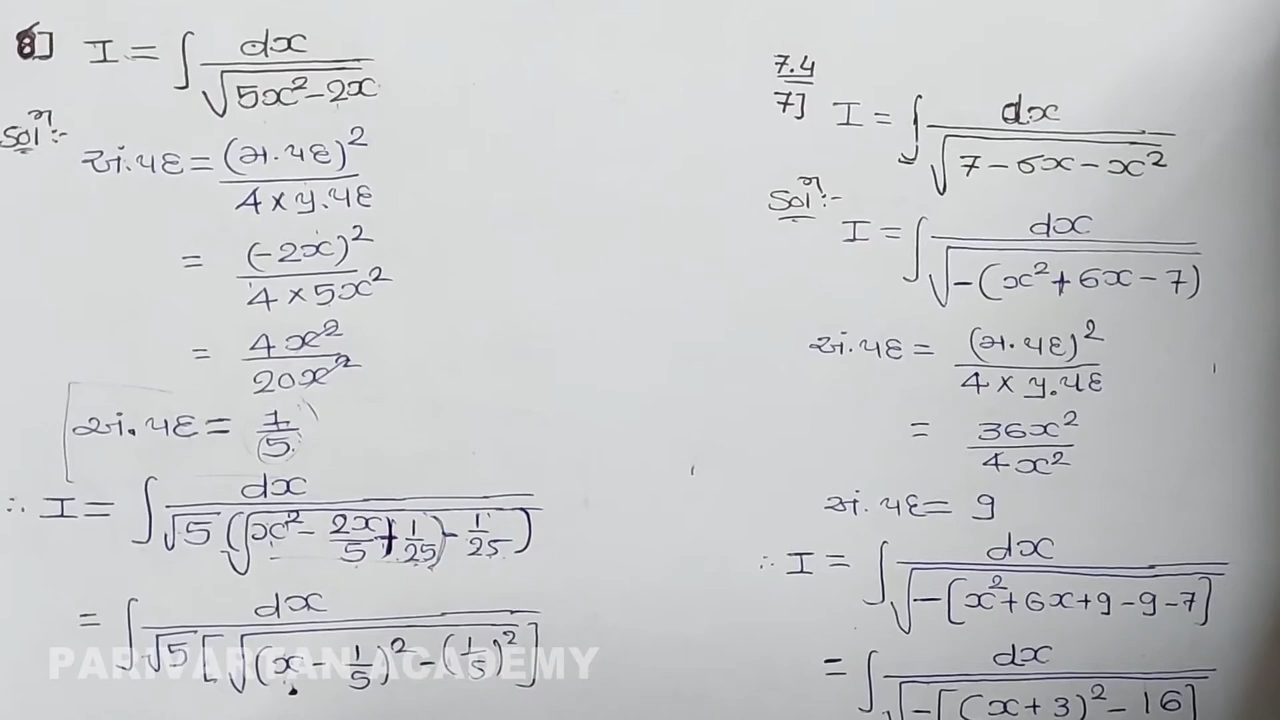 8] I = ∫ dx / √(5x² - 2x)
Solⁿ:-
અં.પદ = (મ.પદ)² / 4 × પ્ર.પદ
= (-2x)² / 4 × 5x²
= 4x² / 20x²
અં.પદ = 1/5
∴ I = ∫ dx / √5 (√(x² - 2x/5 + 1/25) - 1/25)
= ∫ dx / √5 [√((x - 1/5)² - (1/5)²)]
7.4
7] I = ∫ dx / √(7 - 6x - x²)
Solⁿ:- I = ∫ dx / √(-(x² + 6x - 7))
અં.પદ = (મ.પદ)² / 4 × પ્ર.પદ
= 36x² / 4x²
અં.પદ = 9
∴ I = ∫ dx / √(-[x² + 6x + 9 - 9 - 7])
= ∫ dx / √(-[(x + 3)² - 16])
PARIVARTAN ACADEMY